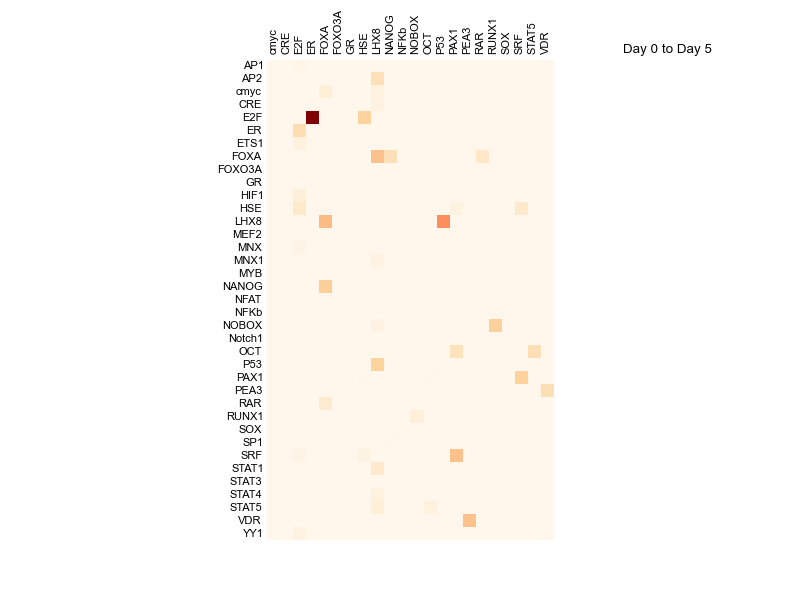 cmyc
CRE
E2F
ER
FOXA
FOXO3A
GR
HSE
LHX8
NANOG
NFKb
NOBOX
OCT
P53
PAX1
PEA3
RAR
RUNX1
SOX
SRF
STAT5
VDR
Day 0 to Day 5
AP1
AP2
cmyc
CRE
E2F
ER
ETS1
FOXA
FOXO3A
GR
HIF1
HSE
LHX8
MEF2
MNX
MNX1
MYB
NANOG
NFAT
NFKb
NOBOX
Notch1
OCT
P53
PAX1
PEA3
RAR
RUNX1
SOX
SP1
SRF
STAT1
STAT3
STAT4
STAT5
VDR
YY1